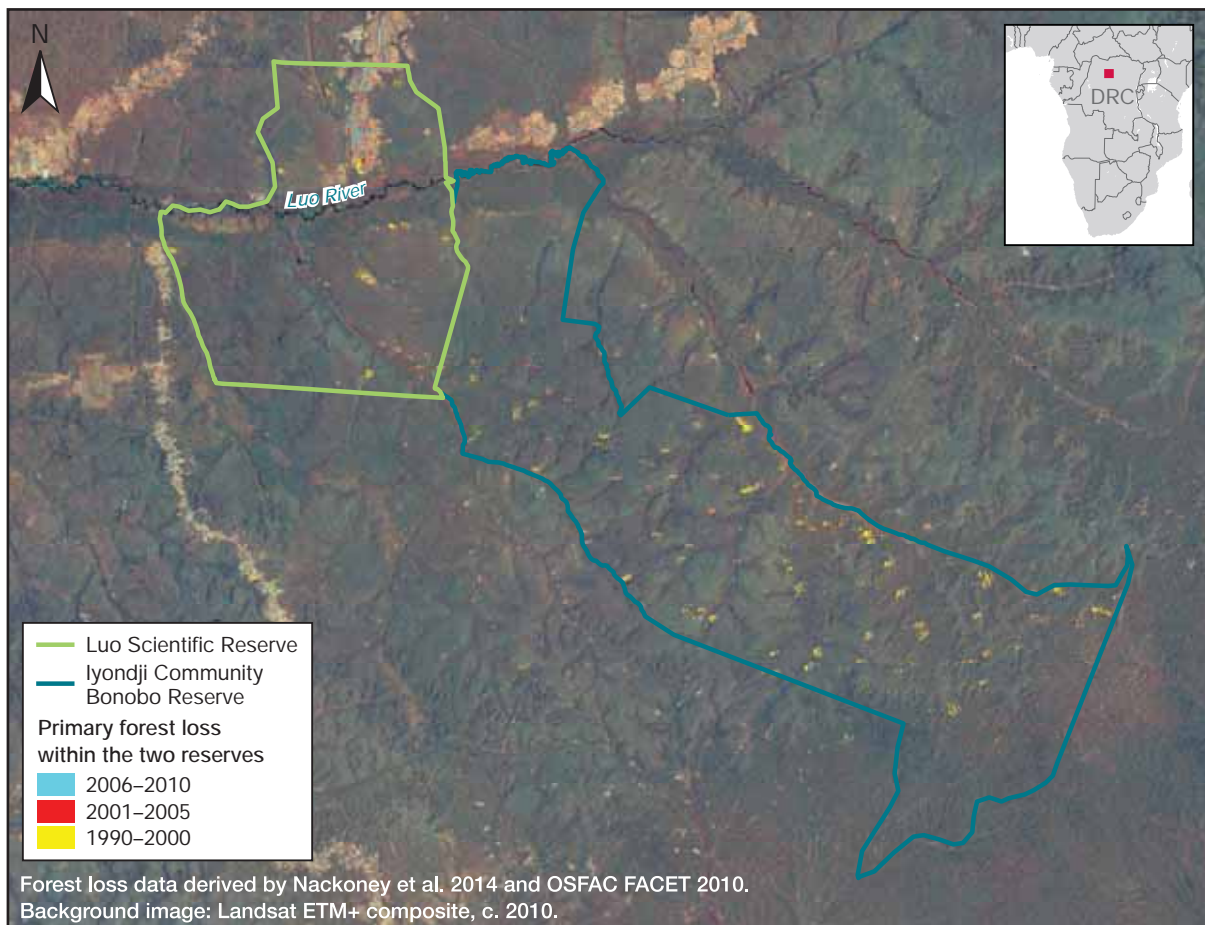 N
DRC
Luo River
Luo Scientific Reserve
Iyondji Community
Bonobo Reserve
Primary forest loss
within the two reserves
2006–2010
2001–2005
1990–2000
Forest loss data derived by Nackoney et al. 2014 and OSFAC FACET 2010.
Background image: Landsat ETM+ composite, c. 2010.